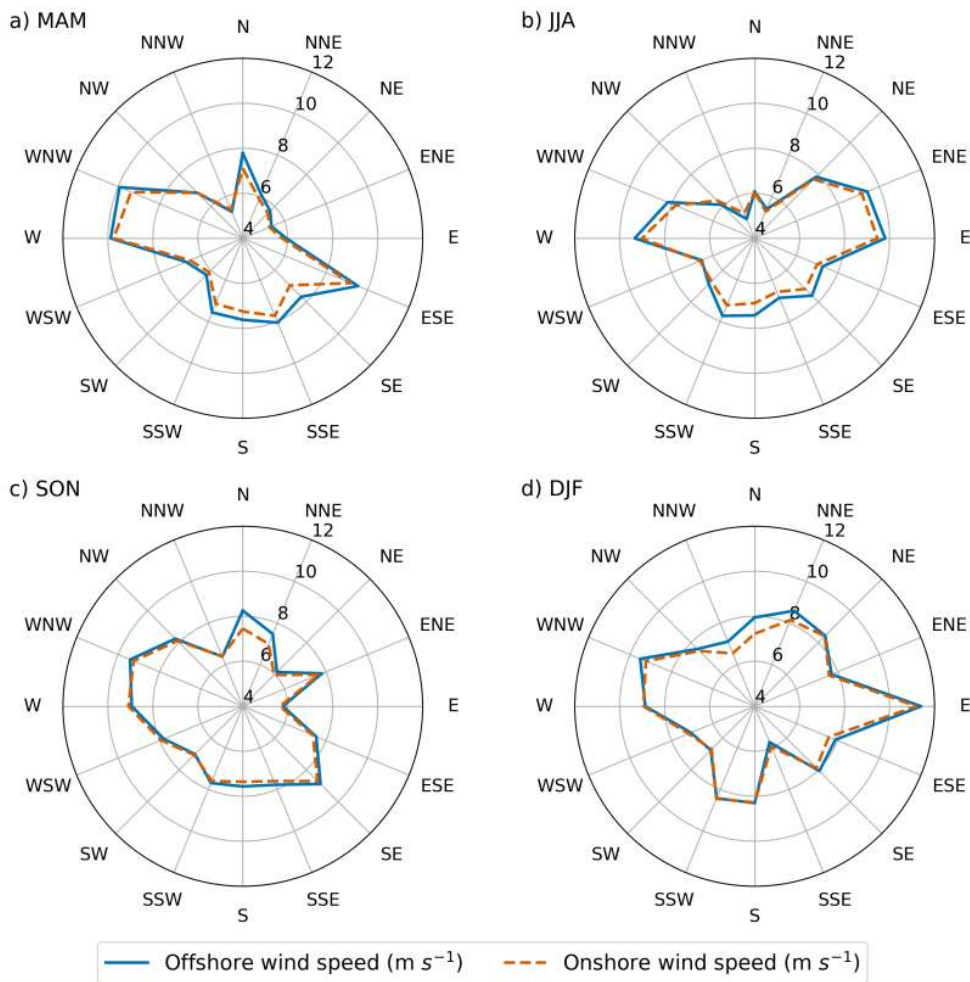 a) MAM
N
NNE
12
NE
10
ENE
8
6
4
E
ESE
SE
SSE
S
SSW
SW
WSW
W
WNW
NW
NNW
b) JJA
N
NNE
12
NE
10
ENE
8
6
4
E
ESE
SE
SSE
S
SSW
SW
WSW
W
WNW
NW
NNW
c) SON
N
NNE
12
NE
10
ENE
8
6
4
E
ESE
SE
SSE
S
SSW
SW
WSW
W
WNW
NW
NNW
d) DJF
N
NNE
12
NE
10
ENE
8
6
4
E
ESE
SE
SSE
S
SSW
SW
WSW
W
WNW
NW
NNW
Offshore wind speed (m s⁻¹)
Onshore wind speed (m s⁻¹)